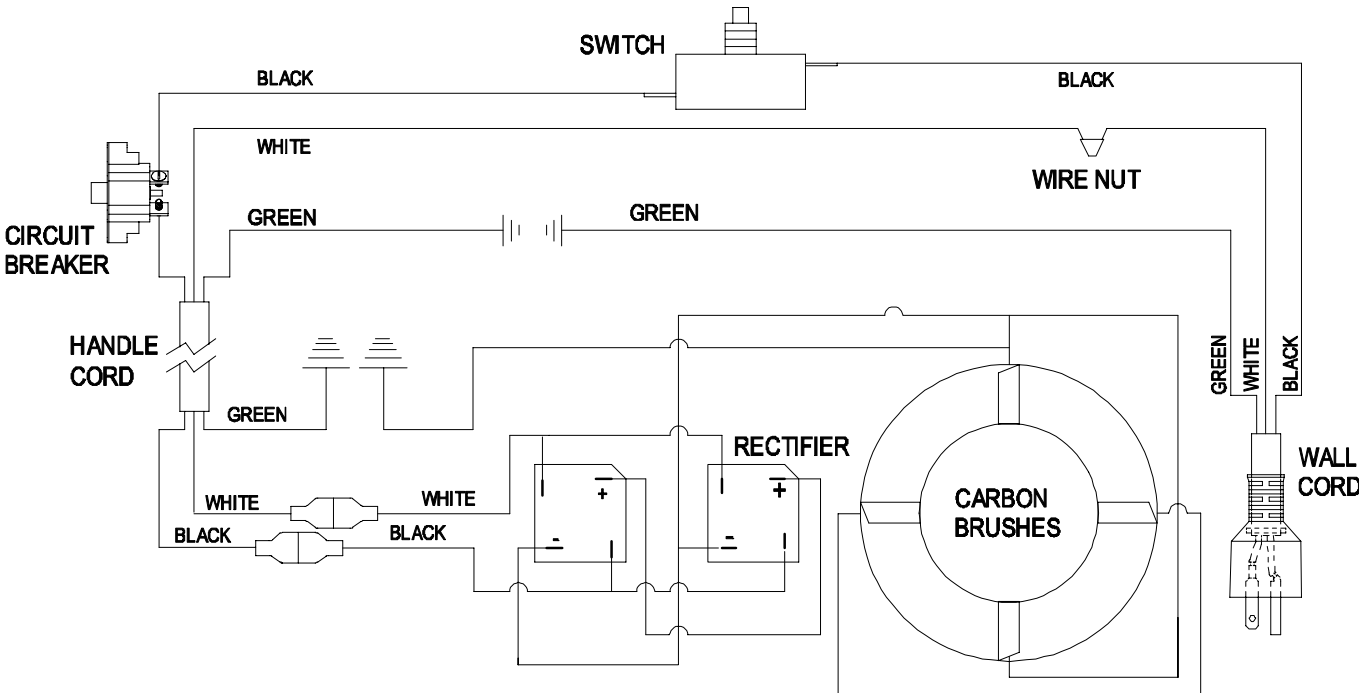 SWITCH
BLACK
BLACK
WHITE
WIRE NUT
GREEN
GREEN
CIRCUIT
BREAKER
HANDLE
CORD
GREEN
WHITE
BLACK
GREEN
RECTIFIER
WALL
CORD
WHITE
WHITE
BLACK
BLACK
+
+
-
-
CARBON
BRUSHES